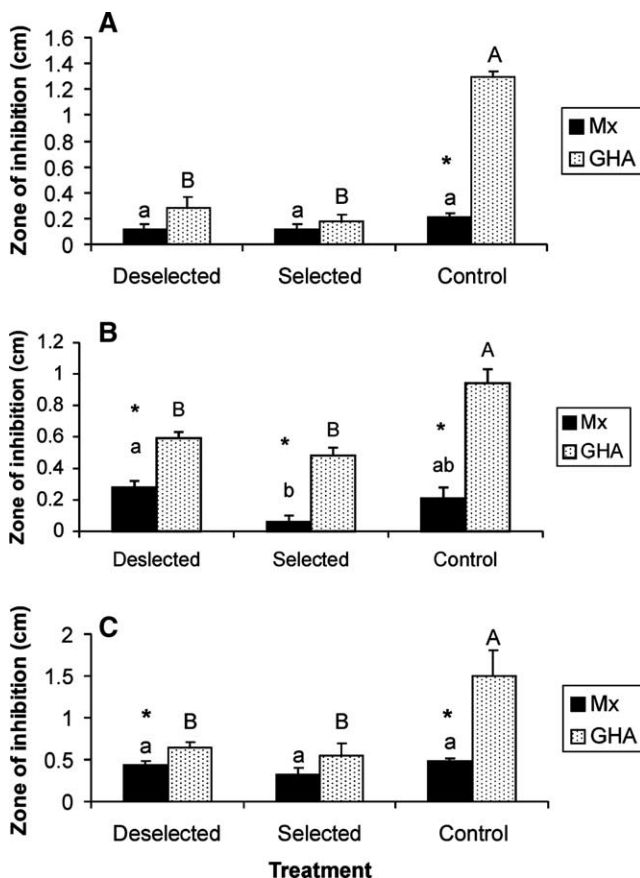 A
Zone of inhibition (cm)
1.6
1.4
1.2
1
0.8
0.6
0.4
0.2
0
a
B
a
B
*
a
A
Deselected
Selected
Control
Mx
GHA
B
Zone of inhibition (cm)
1.2
1
0.8
0.6
0.4
0.2
0
*
a
B
*
b
B
*
ab
A
Deslected
Selected
Control
Mx
GHA
C
Zone of inhibition (cm)
2
1.5
1
0.5
0
*
a
B
a
B
*
a
A
Deselected
Selected
Control
Mx
GHA
Treatment